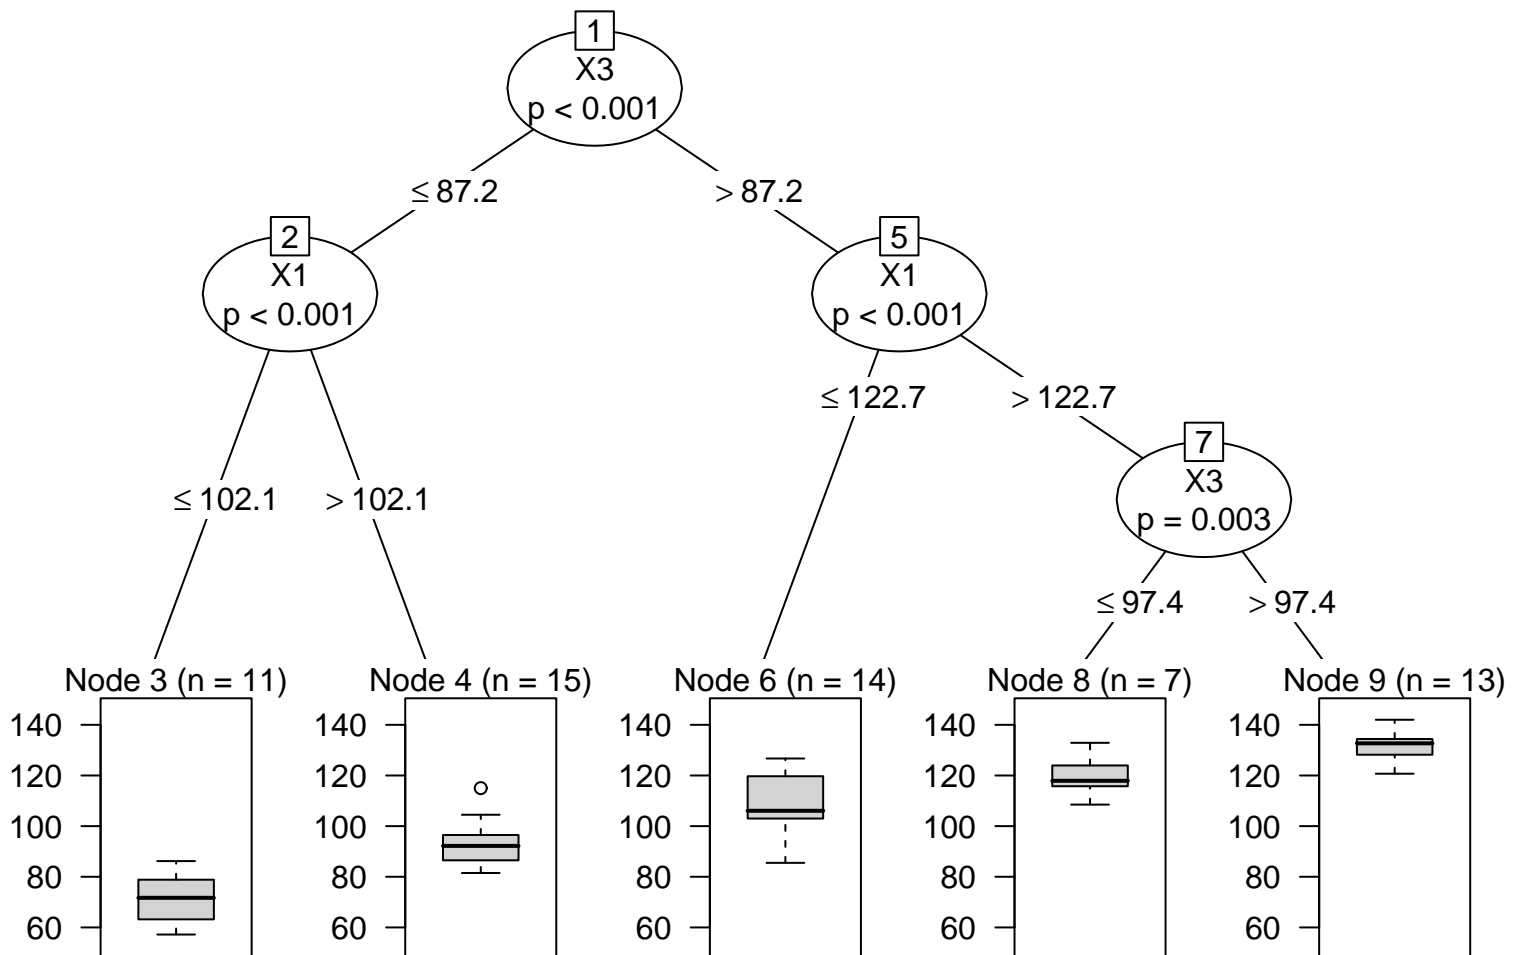 1
X3
p < 0.001
≤ 87.2
> 87.2
2
X1
p < 0.001
5
X1
p < 0.001
≤ 122.7
> 122.7
7
X3
p = 0.003
≤ 102.1
> 102.1
≤ 97.4
> 97.4
Node 3 (n = 11)
140
120
100
80
60
Node 4 (n = 15)
140
120
100
80
60
Node 6 (n = 14)
140
120
100
80
60
Node 8 (n = 7)
140
120
100
80
60
Node 9 (n = 13)
140
120
100
80
60